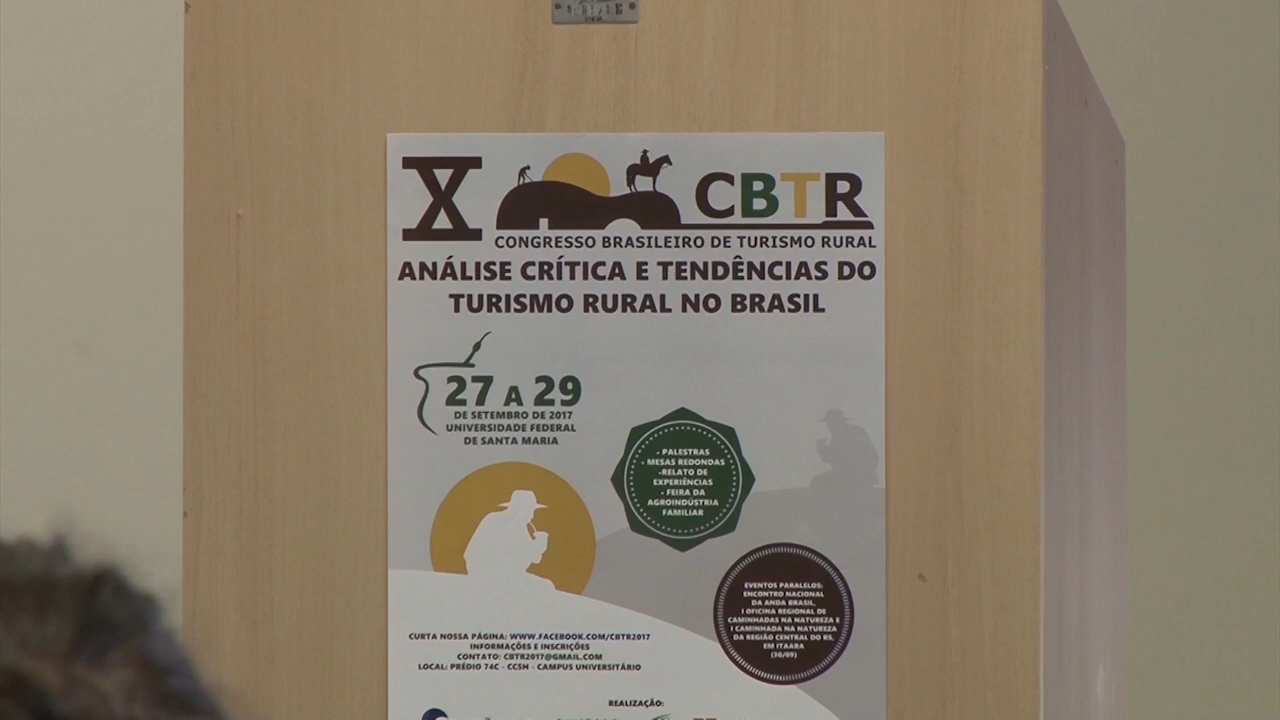 X
CBTR
CONGRESSO BRASILEIRO DE TURISMO RURAL
ANÁLISE CRÍTICA E TENDÊNCIAS DO
TURISMO RURAL NO BRASIL
27 A 29
DE SETEMBRO DE 2017
UNIVERSIDADE FEDERAL
DE SANTA MARIA
- PALESTRAS
- MESAS REDONDAS
-RELATO DE
EXPERIÊNCIAS
- FEIRA DA
AGROINDÚSTRIA
FAMILIAR
EVENTOS PARALELOS:
ENCONTRO NACIONAL
DA ANDA BRASIL,
I OFICINA REGIONAL DE
CAMINHADAS NA NATUREZA E
I CAMINHADA NA NATUREZA
DA REGIÃO CENTRAL DO RS,
EM ITAARA
(30/09)
CURTA NOSSA PÁGINA: WWW.FACEBOOK.COM/CBTR2017
INFORMAÇÕES E INSCRIÇÕES
CONTATO: CBTR2017@GMAIL.COM
LOCAL: PRÉDIO 74C - CCSH - CAMPUS UNIVERSITÁRIO
REALIZAÇÃO: